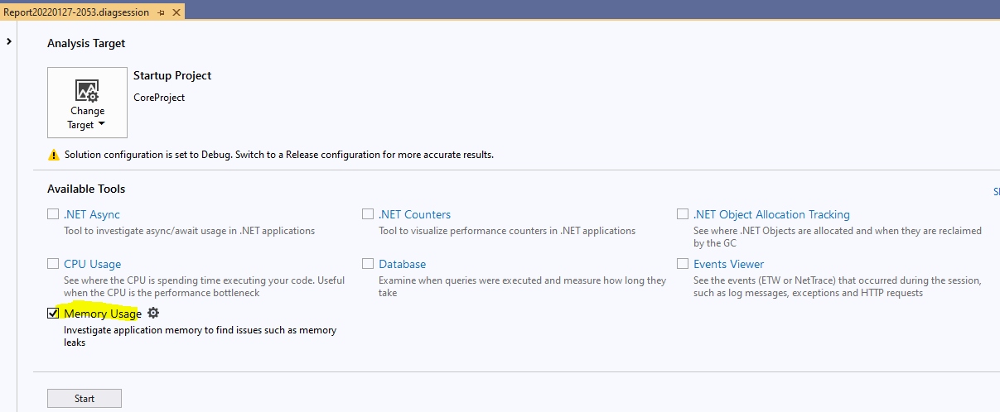 Report20220127-2053.diagsession
Analysis Target
Change
Target
Startup Project
CoreProject
Solution configuration is set to Debug. Switch to a Release configuration for more accurate results.
Available Tools
.NET Async
Tool to investigate async/await usage in .NET applications
.NET Counters
Tool to visualize performance counters in .NET applications
.NET Object Allocation Tracking
See where .NET Objects are allocated and when they are reclaimed
by the GC
CPU Usage
See where the CPU is spending time executing your code. Useful
when the CPU is the performance bottleneck
Database
Examine when queries were executed and measure how long they
take
Events Viewer
See the events (ETW or NetTrace) that occurred during the session,
such as log messages, exceptions and HTTP requests
Memory Usage
Investigate application memory to find issues such as memory
leaks
Start